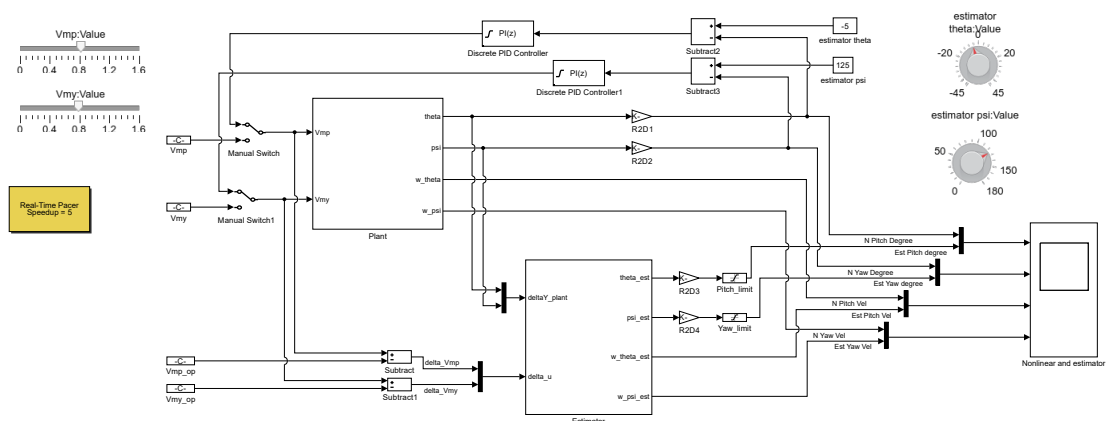 Vmp:Value
0 0.4 0.8 1.2 1.6
Vmy:Value
0 0.4 0.8 1.2 1.6
PI(z)
Discrete PID Controller
PI(z)
Discrete PID Controller1
+
-
Subtract2
+
-
Subtract3
-5
estimator theta
125
estimator psi
estimator
theta:Value
-45 -20 0 20 45
estimator psi:Value
0 50 100 150 180
-C-
Vmp
Manual Switch
-C-
Vmy
Manual Switch1
Real-Time Pacer
Speedup = 5
Vmp
Vmy
theta
psi
w_theta
w_psi
Plant
K-
R2D1
K-
R2D2
deltaY_plant
delta_u
theta_est
psi_est
w_theta_est
w_psi_est
K-
R2D3
Pitch_limit
K-
R2D4
Yaw_limit
N Pitch Degree
Est Pitch degree
N Yaw Degree
Est Yaw degree
N Pitch Vel
Est Pitch Vel
N Yaw Vel
Est Yaw Vel
Nonlinear and estimator
-C-
Vmp_op
-C-
Vmy_op
Subtract
Subtract1
delta_Vmp
delta_Vmy